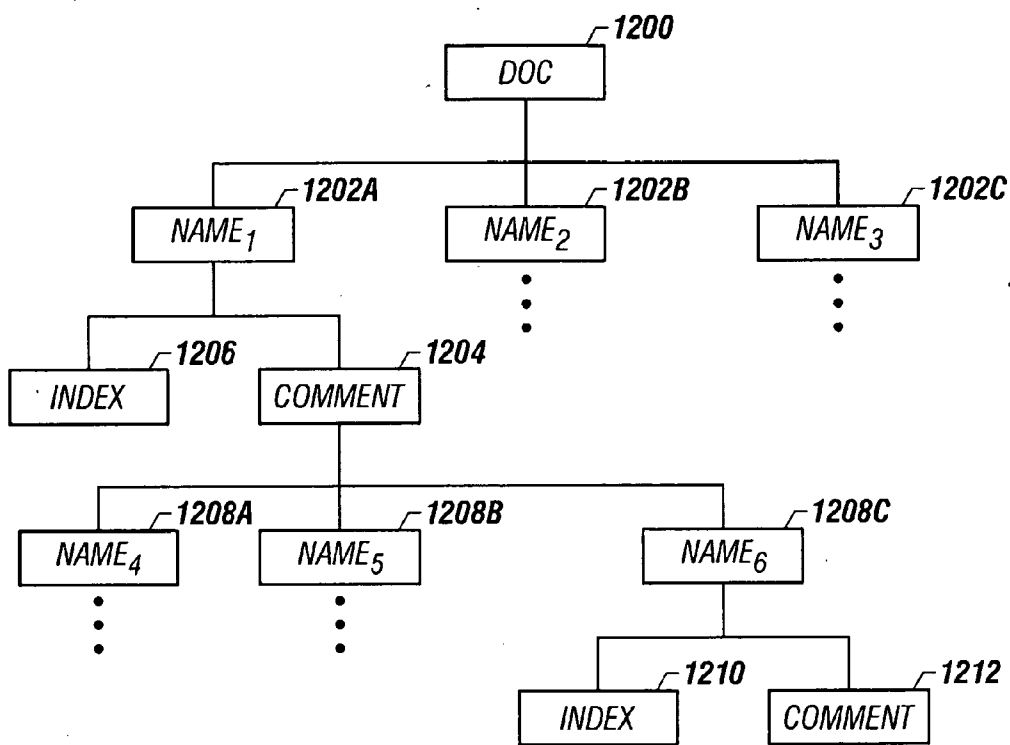 1200
DOC
1202A
1202B
1202C
NAME1
NAME2
NAME3
1206
1204
INDEX
COMMENT
1208A
1208B
1208C
NAME4
NAME5
NAME6
1210
1212
INDEX
COMMENT